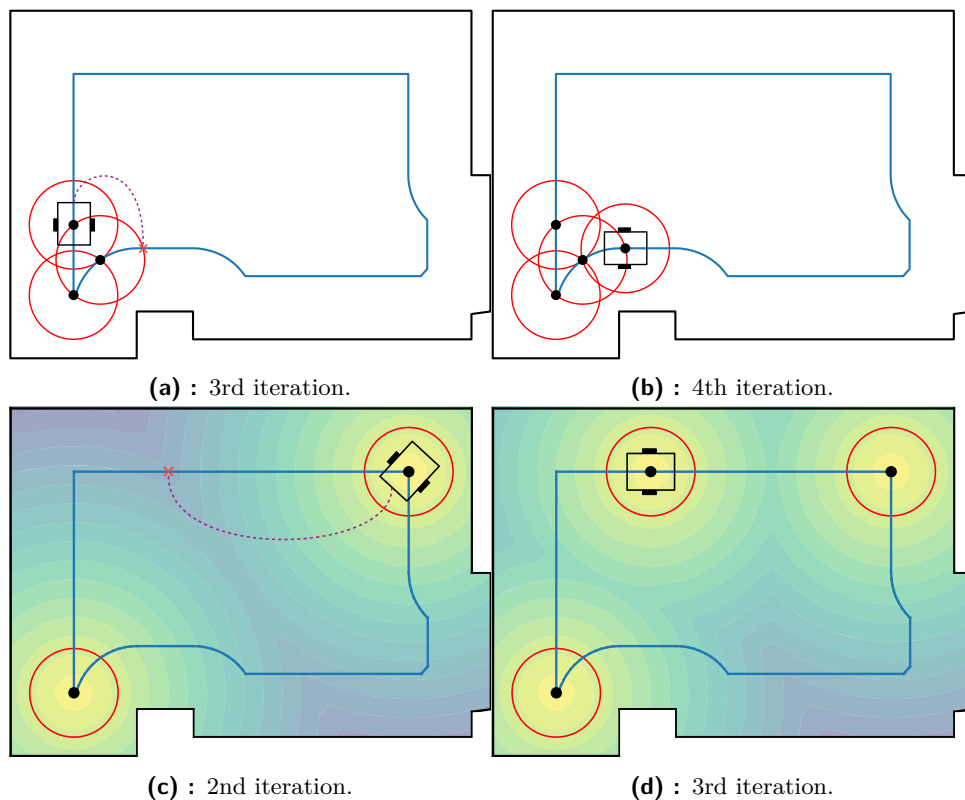 (a) : 3rd iteration.
(b) : 4th iteration.
(c) : 2nd iteration.
(d) : 3rd iteration.